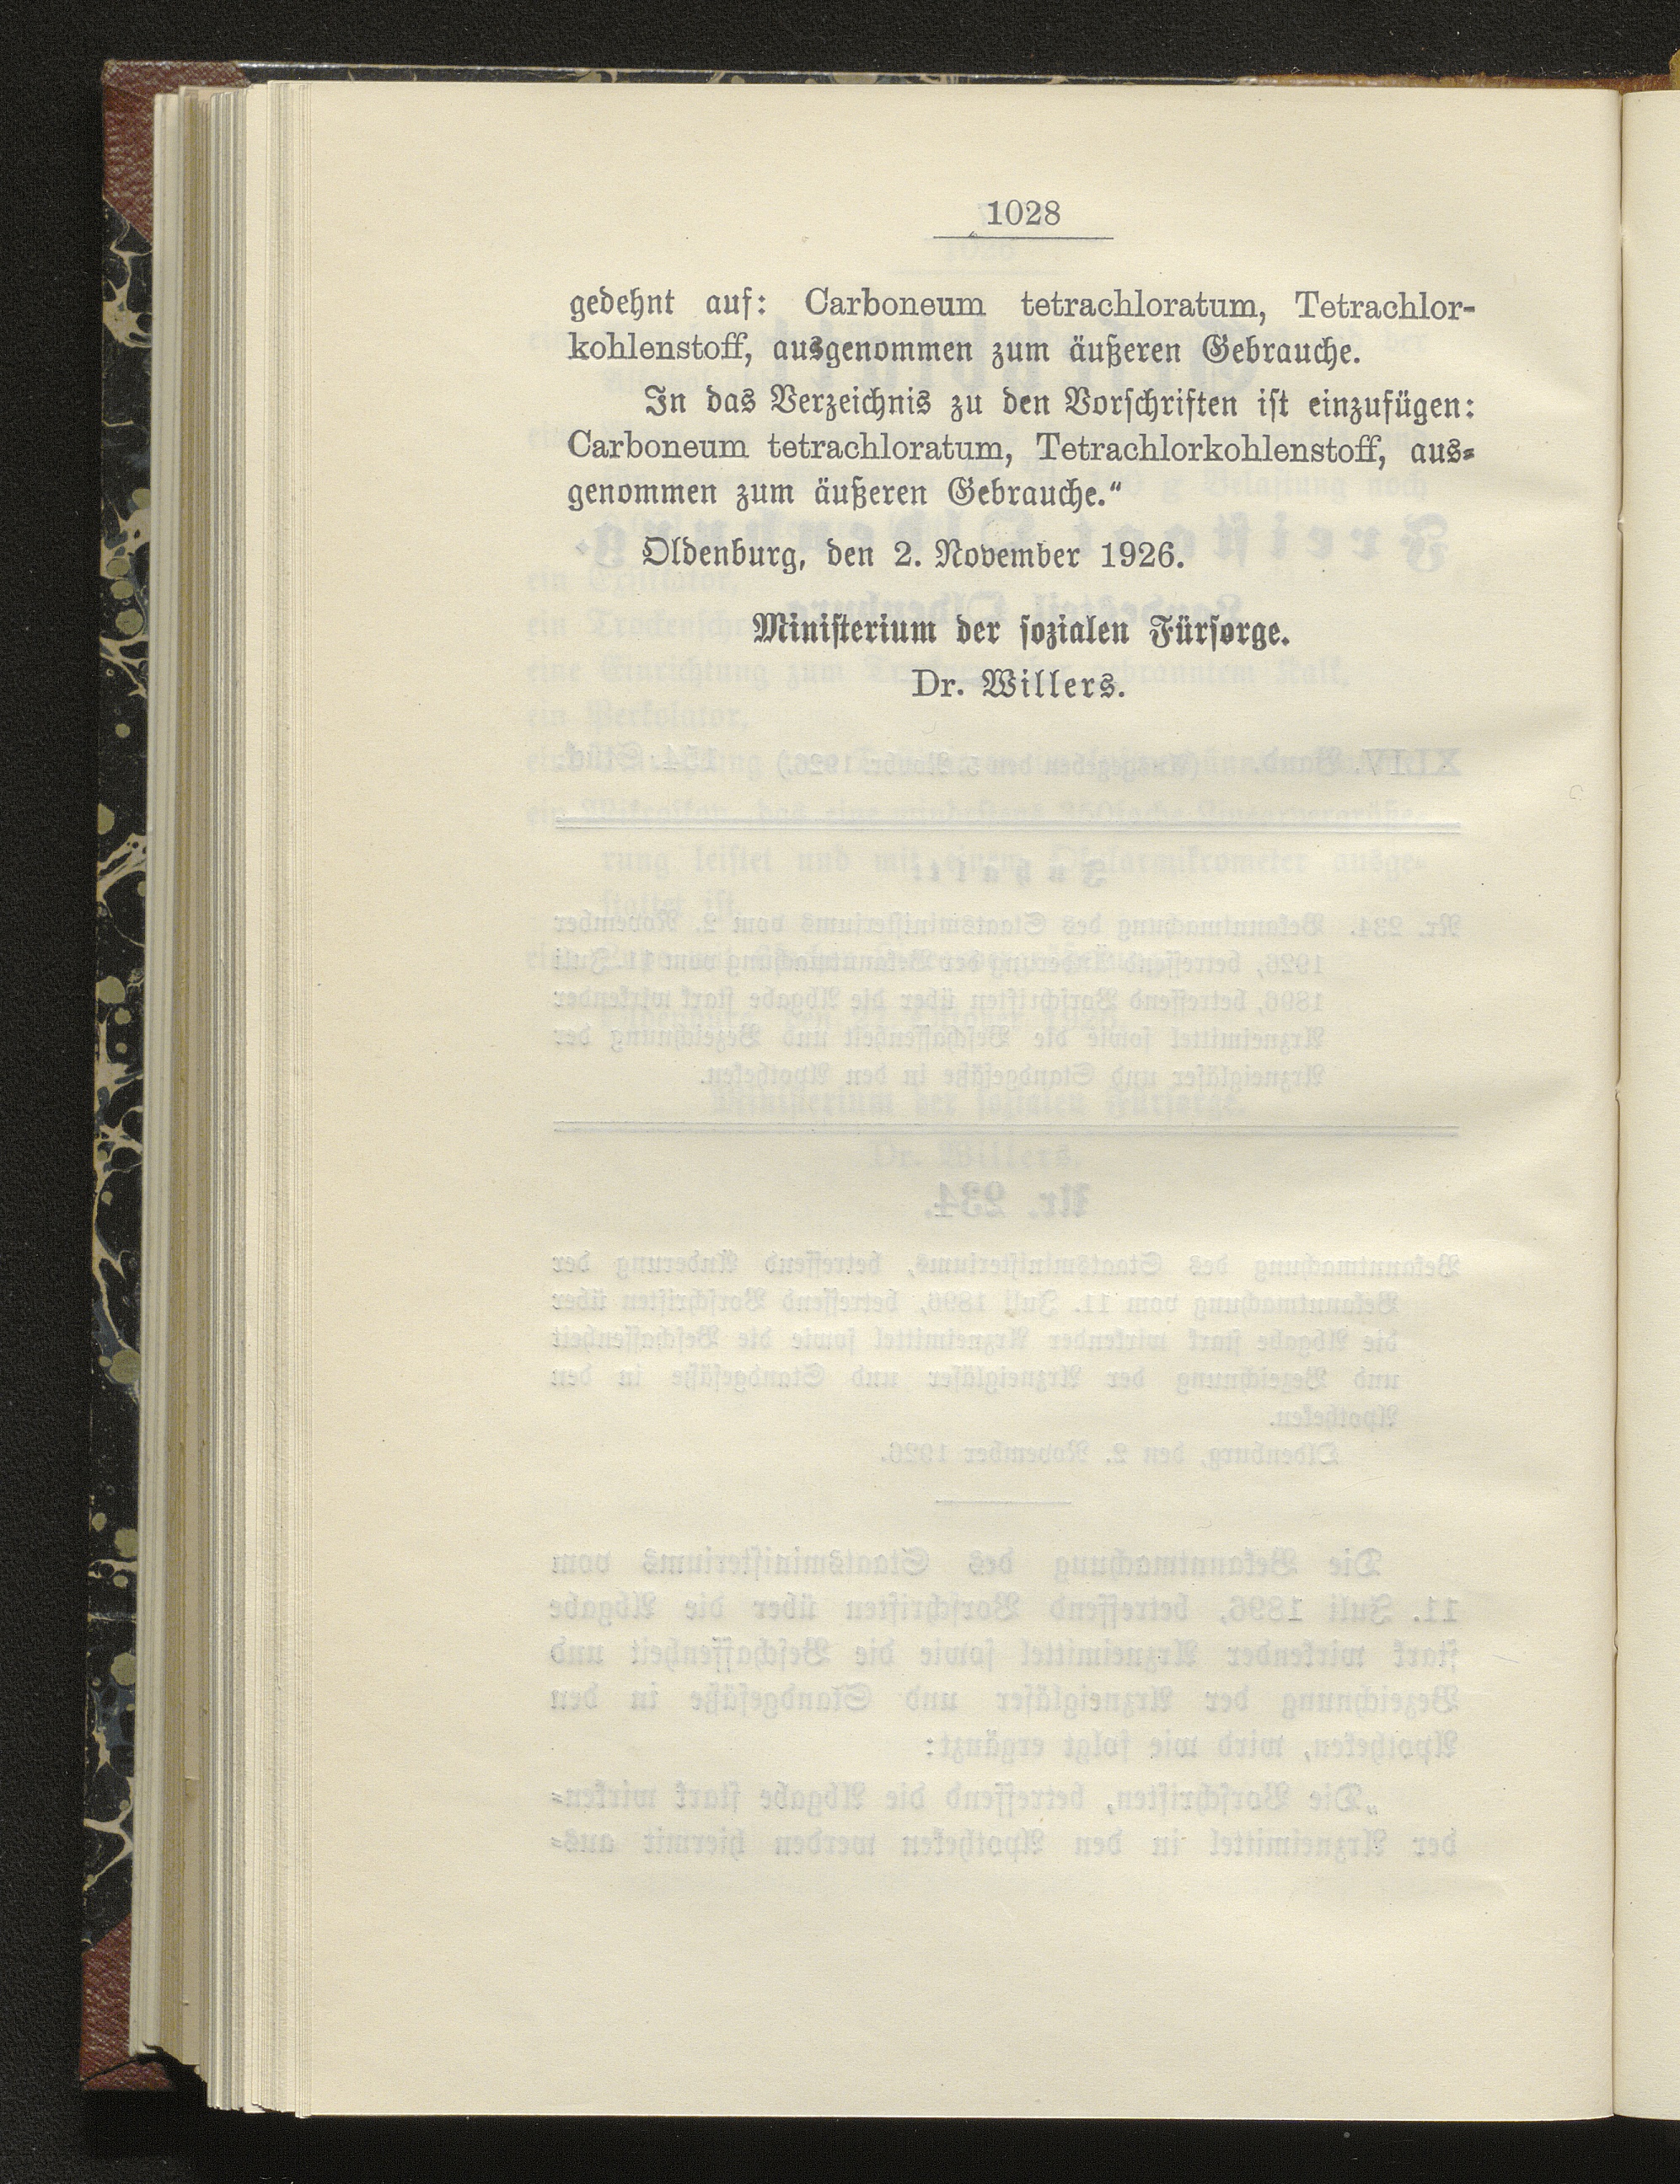 1028
gedehnt auf: Carboneum tetrachloratum, Tetrachlor-
kohlenstoff, ausgenommen zum äußeren Gebrauche.
In das Verzeichnis zu den Vorschriften ist einzufügen:
Carboneum tetrachloratum, Tetrachlorkohlenstoff, aus-
genommen zum äußeren Gebrauche.“
Oldenburg, den 2. November 1926.
Ministerium der sozialen Fürsorge.
Dr. Willers.